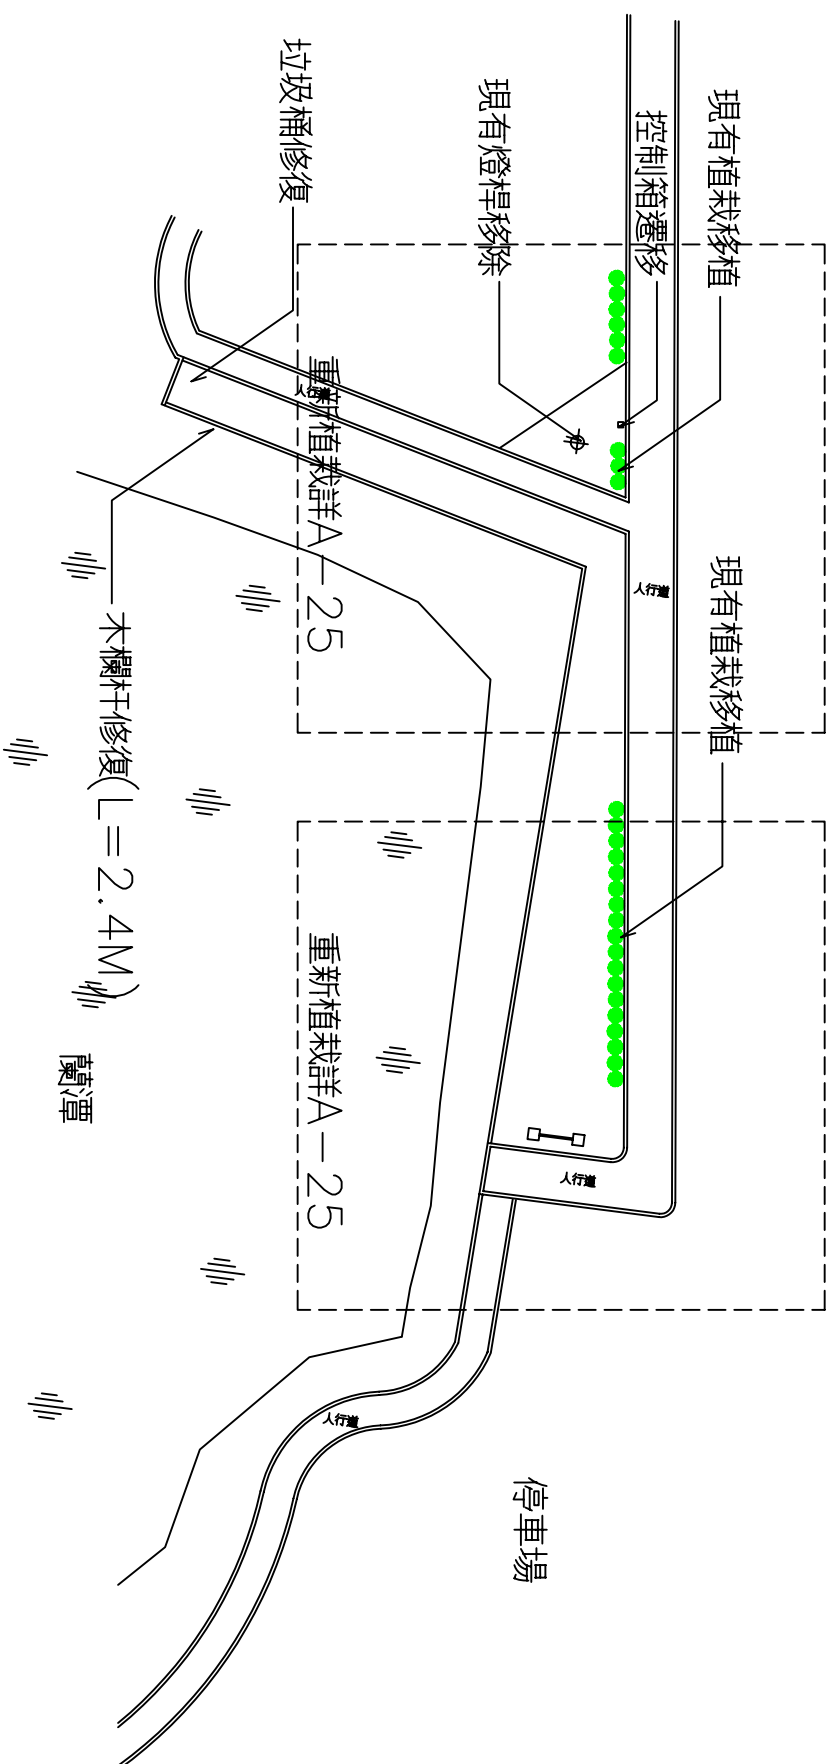 現有植栽移植
控制箱遷移
現有燈桿移除
垃圾桶修復
人行道
重新植栽詳A-25
人行道
現有植栽移植
木欄杆修復(L=2.4M)
重新植栽詳A-25
蘭潭
人行道
人行道
停車場